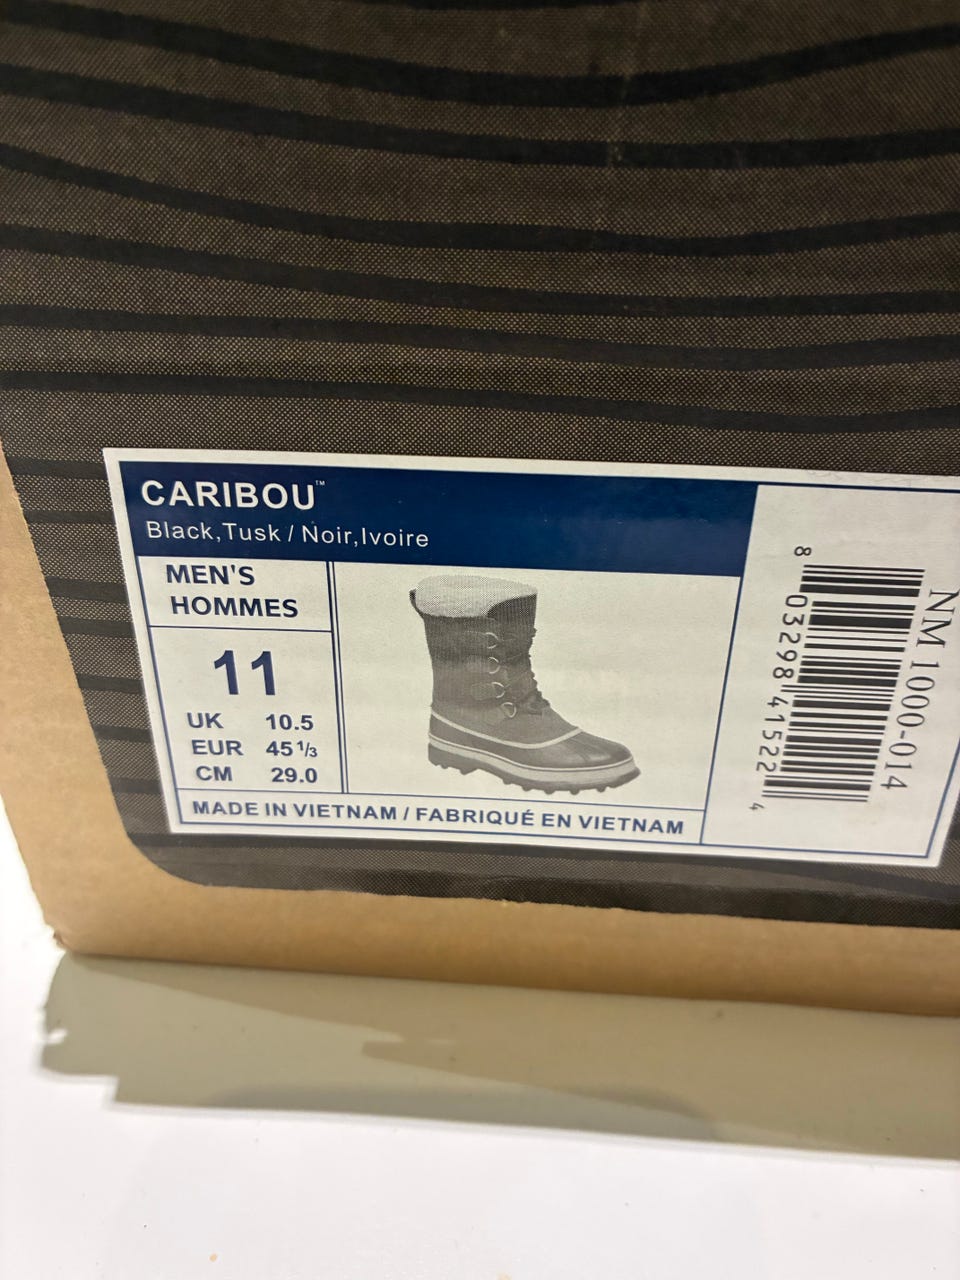 CARIBOU™
Black,Tusk / Noir,Ivoire
MEN'S
HOMMES
11
UK 10.5
EUR 45 1/3
CM 29.0
MADE IN VIETNAM / FABRIQUÉ EN VIETNAM
8 03298 41522 4
NM 1000-014